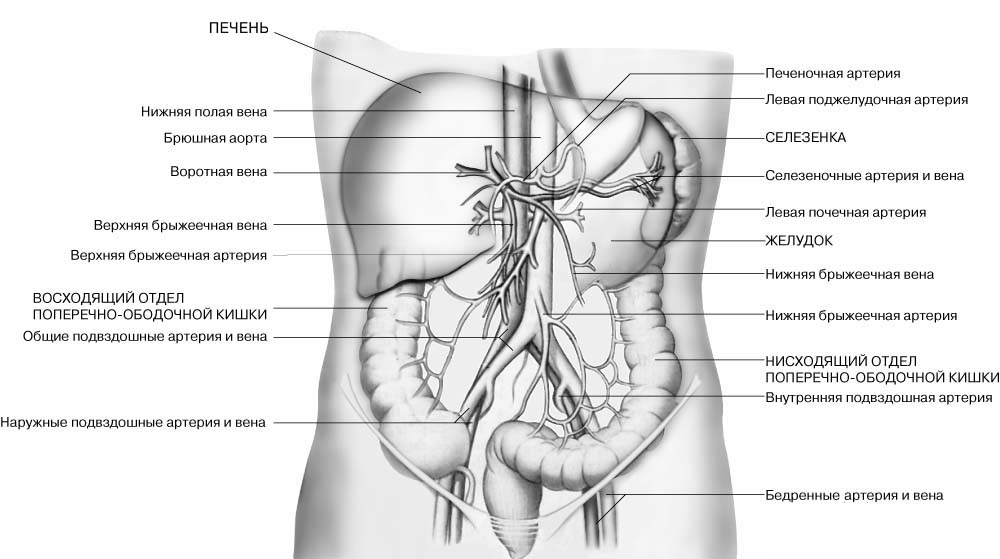 ПЕЧЕНЬ
Нижняя полая вена
Брюшная аорта
Воротная вена
Верхняя брыжеечная вена
Верхняя брыжеечная артерия
ВОСХОДЯЩИЙ ОТДЕЛ
ПОПЕРЕЧНО-ОБОДОЧНОЙ КИШКИ
Общие подвздошные артерия и вена
Наружные подвздошные артерия и вена
Печеночная артерия
Левая поджелудочная артерия
СЕЛЕЗЕНКА
Селезеночные артерия и вена
Левая почечная артерия
ЖЕЛУДОК
Нижняя брыжеечная вена
Нижняя брыжеечная артерия
НИСХОДЯЩИЙ ОТДЕЛ
ПОПЕРЕЧНО-ОБОДОЧНОЙ КИШКИ
Внутренняя подвздошная артерия
Бедренные артерия и вена